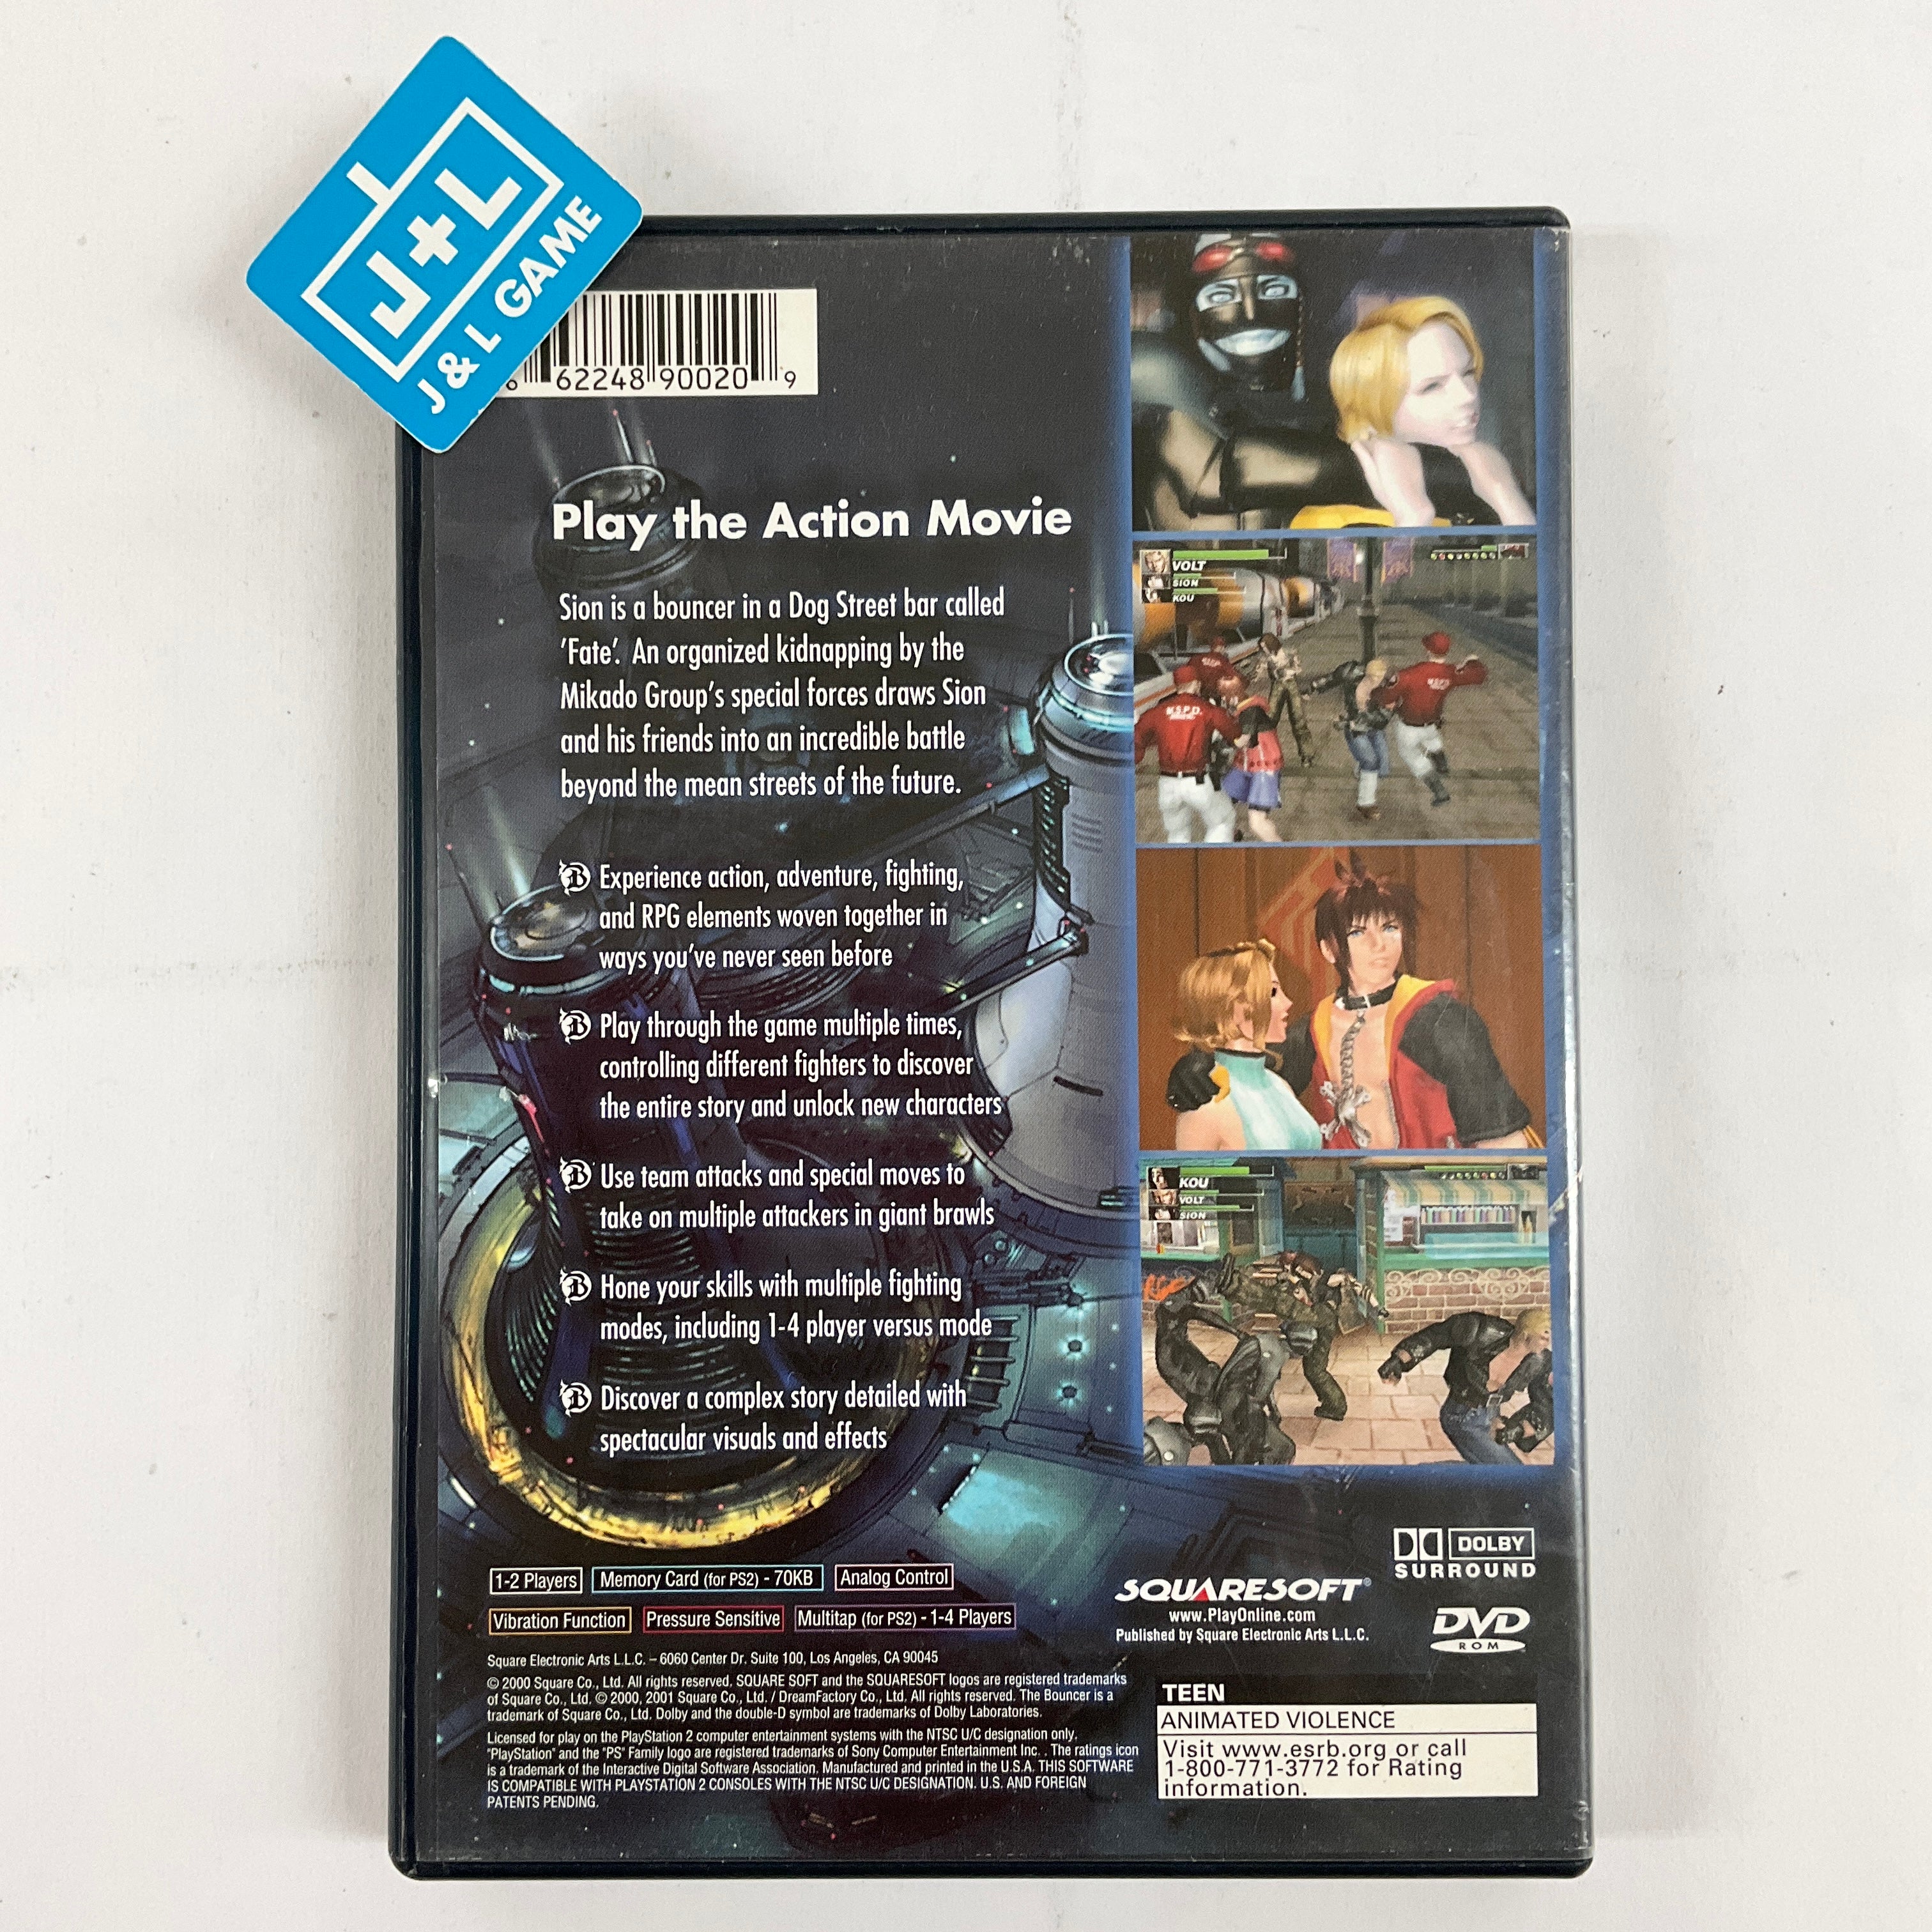 J+L
J & L GAME
62248 90020 9
Play the Action Movie
Sion is a bouncer in a Dog Street bar called
'Fate'. An organized kidnapping by the
Mikado Group's special forces draws Sion
and his friends into an incredible battle
beyond the mean streets of the future.
Experience action, adventure, fighting,
and RPG elements woven together in
ways you've never seen before
Play through the game multiple times,
controlling different fighters to discover
the entire story and unlock new characters
Use team attacks and special moves to
take on multiple attackers in giant brawls
Hone your skills with multiple fighting
modes, including 1-4 player versus mode
Discover a complex story detailed with
spectacular visuals and effects
VOLT
SION
KOU
M.S.P.D.
KOU
VOLT
SION
1-2 Players
Memory Card (for PS2) - 70KB
Analog Control
Vibration Function
Pressure Sensitive
Multitap (for PS2) - 1-4 Players
SQUARESOFT®
www.PlayOnline.com
Published by Square Electronic Arts L.L.C.
DOLBY
SURROUND
DVD
ROM
Square Electronic Arts L.L.C. – 6060 Center Dr. Suite 100, Los Angeles, CA 90045
© 2000 Square Co., Ltd. All rights reserved. SQUARE SOFT and the SQUARESOFT logos are registered trademarks
of Square Co., Ltd. © 2000, 2001 Square Co., Ltd. / DreamFactory Co., Ltd. All rights reserved. The Bouncer is a
trademark of Square Co., Ltd. Dolby and the double-D symbol are trademarks of Dolby Laboratories.
Licensed for play on the PlayStation 2 computer entertainment systems with the NTSC U/C designation only.
"PlayStation" and the "PS" Family logo are registered trademarks of Sony Computer Entertainment Inc. . The ratings icon
is a trademark of the Interactive Digital Software Association. Manufactured and printed in the U.S.A. THIS SOFTWARE
IS COMPATIBLE WITH PLAYSTATION 2 CONSOLES WITH THE NTSC U/C DESIGNATION. U.S. AND FOREIGN
PATENTS PENDING.
TEEN
ANIMATED VIOLENCE
Visit www.esrb.org or call
1-800-771-3772 for Rating
information.